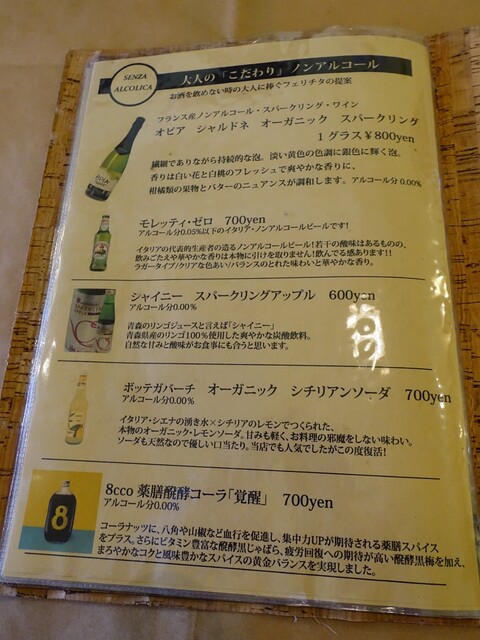 SENZA
ALCOLICA
大人の「こだわり」ノンアルコール
お酒を飲めない時の大人に捧ぐフェリチタの提案
フランス産ノンアルコール・スパークリング・ワイン
オピア シャルドネ オーガニック スパークリング
1グラス¥800yen
繊細でありながら持続的な泡。淡い黄色の色調に銀色に輝く泡。
香りは白い花と白桃のフレッシュで爽やかな香りに、
柑橘類の果物とバターのニュアンスが調和します。アルコール分 0.00%
モレッティ・ゼロ 700yen
アルコール分0.05%以下のイタリア・ノンアルコールビールです!
イタリアの代表的生産者の造るノンアルコールビール!若干の酸味はあるものの、
飲みごたえや華やかな香りは本物に引けを取りません!飲んでる感あります!!
ラガータイプ/クリアな色あい/バランスのとれた味わいと華やかな香り。
シャイニー スパークリングアップル 600yen
アルコール分0.00%
青森のリンゴジュースと言えば「シャイニー」
青森県産のリンゴ100%使用した爽やかな炭酸飲料。
自然な甘みと酸味がお食事にも合うと思います。
ボッテガバーチ オーガニック シチリアンソーダ 700yen
アルコール分0.00%
イタリア・シエナの湧き水×シチリアのレモンでつくられた、
本物のオーガニック・レモンソーダ。甘みも軽く、お料理の邪魔をしない味わい。
ソーダも天然なので優しい口当たり。当店でも人気でしたがこの度復活!
8
8cco 薬膳醗酵コーラ「覚醒」 700yen
アルコール分0.00%
コーラナッツに、八角や山椒など血行を促進し、集中力UPが期待される薬膳スパイス
をプラス。さらにビタミン豊富な醗酵黒じゃばら、疲労回復への期待が高い醗酵黒梅を加え、
まろやかなコクと風味豊かなスパイスの黄金バランスを実現しました。